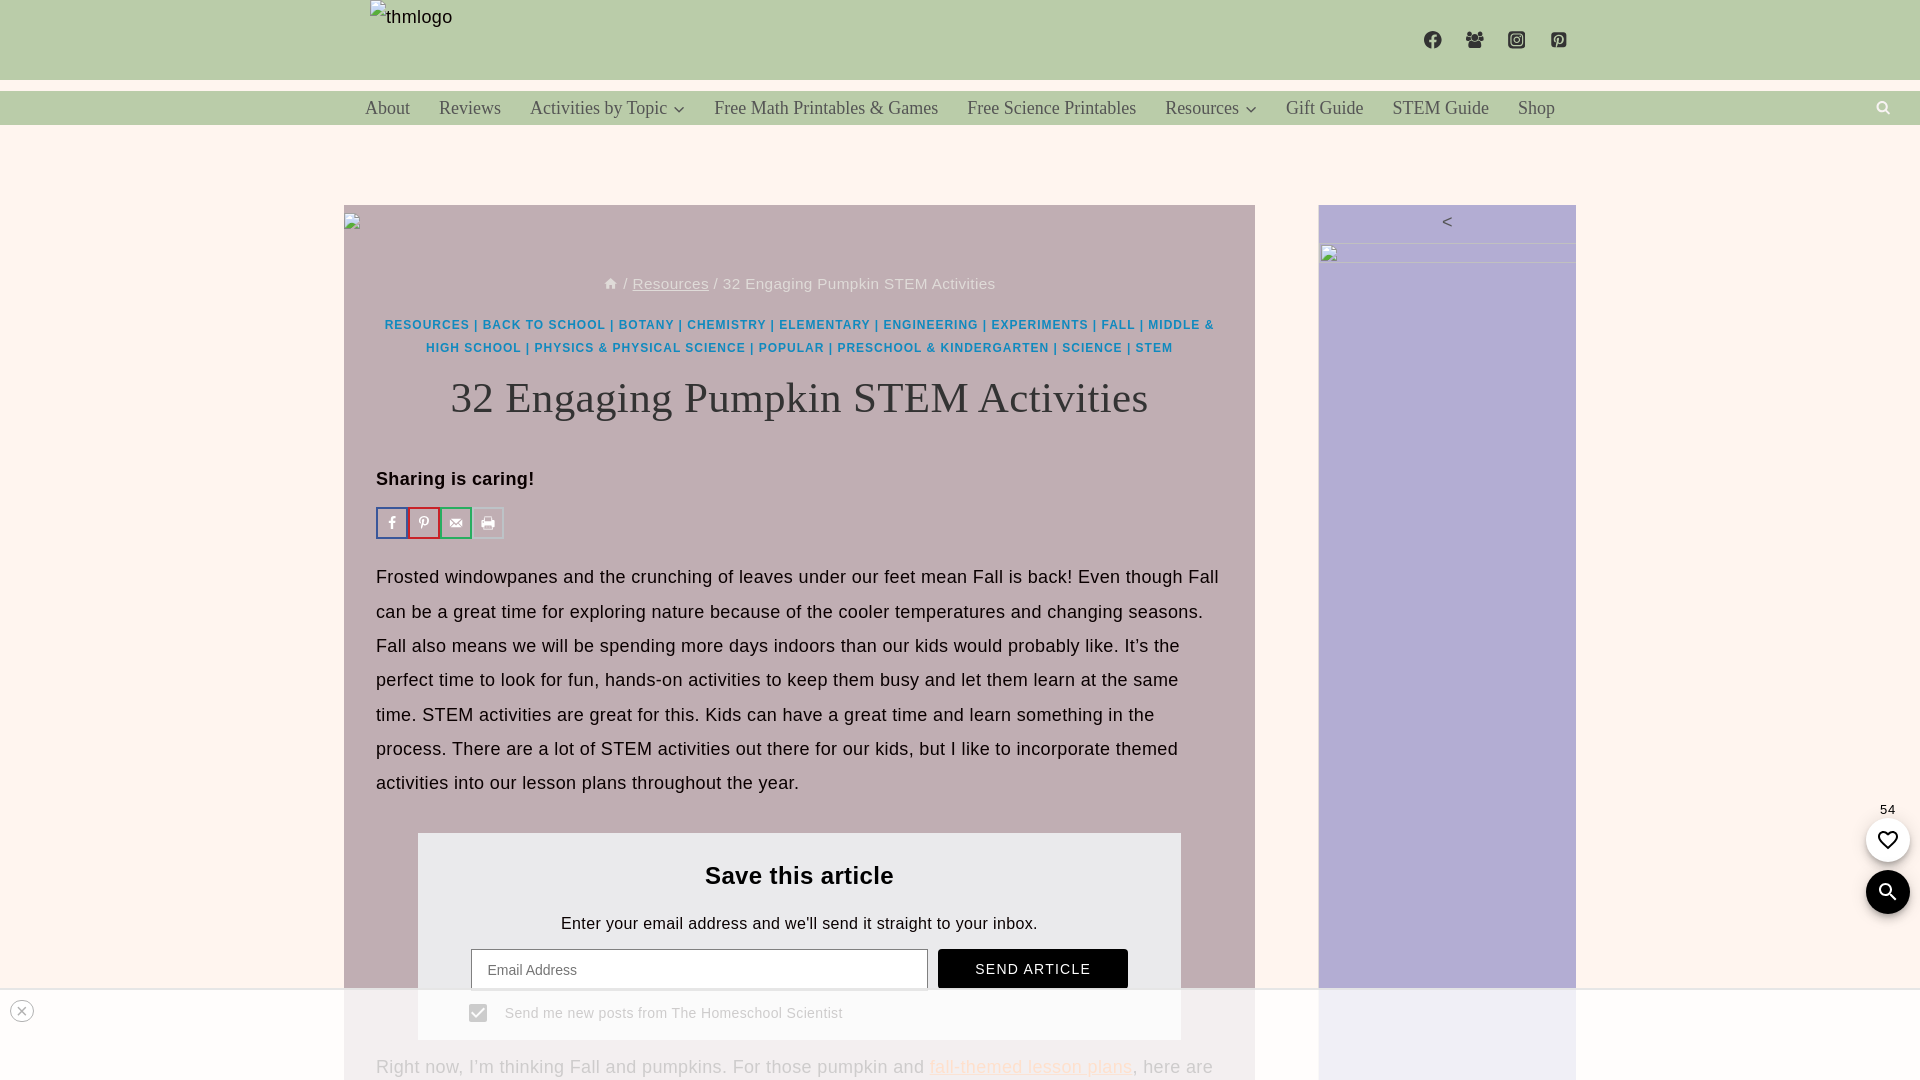 thmlogo
About Reviews Activities by Topic Free Math Printables & Games Free Science Printables Resources Gift Guide STEM Guide Shop
<
/ Resources / 32 Engaging Pumpkin STEM Activities
RESOURCES | BACK TO SCHOOL | BOTANY | CHEMISTRY | ELEMENTARY | ENGINEERING | EXPERIMENTS | FALL | MIDDLE &
HIGH SCHOOL | PHYSICS & PHYSICAL SCIENCE | POPULAR | PRESCHOOL & KINDERGARTEN | SCIENCE | STEM
32 Engaging Pumpkin STEM Activities
Sharing is caring!
Frosted windowpanes and the crunching of leaves under our feet mean Fall is back! Even though Fall
can be a great time for exploring nature because of the cooler temperatures and changing seasons.
Fall also means we will be spending more days indoors than our kids would probably like. It’s the
perfect time to look for fun, hands-on activities to keep them busy and let them learn at the same
time. STEM activities are great for this. Kids can have a great time and learn something in the
process. There are a lot of STEM activities out there for our kids, but I like to incorporate themed
activities into our lesson plans throughout the year.
54
Save this article
Enter your email address and we'll send it straight to your inbox.
Email Address SEND ARTICLE
Send me new posts from The Homeschool Scientist
Right now, I’m thinking Fall and pumpkins. For those pumpkin and fall-themed lesson plans, here are